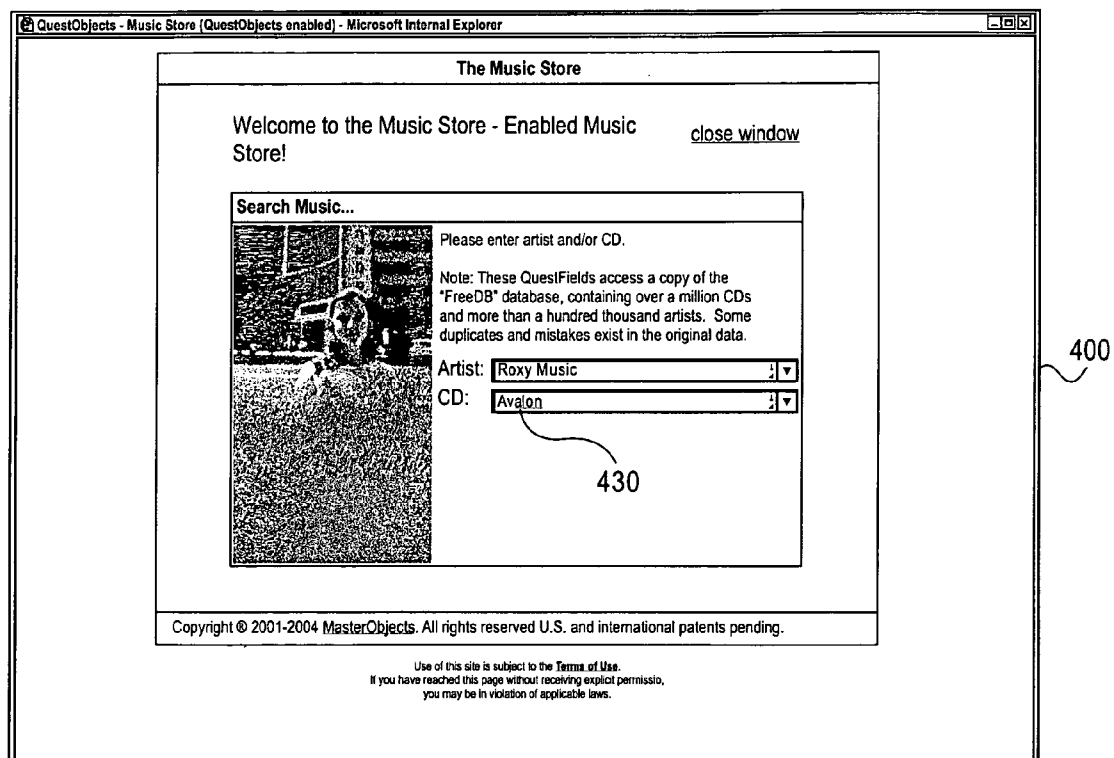 QuestObjects - Music Store (QuestObjects enabled) - Microsoft Internal Explorer
The Music Store
Welcome to the Music Store - Enabled Music
Store!
close window
Search Music...
Please enter artist and/or CD.
Note: These QuestFields access a copy of the
"FreeDB" database, containing over a million CDs
and more than a hundred thousand artists. Some
duplicates and mistakes exist in the original data.
Artist: Roxy Music
CD: Avalon
400
430
Copyright ® 2001-2004 MasterObjects. All rights reserved U.S. and international patents pending.
Use of this site is subject to the Terms of Use.
If you have reached this page without receiving explicit permissio,
you may be in violation of applicable laws.